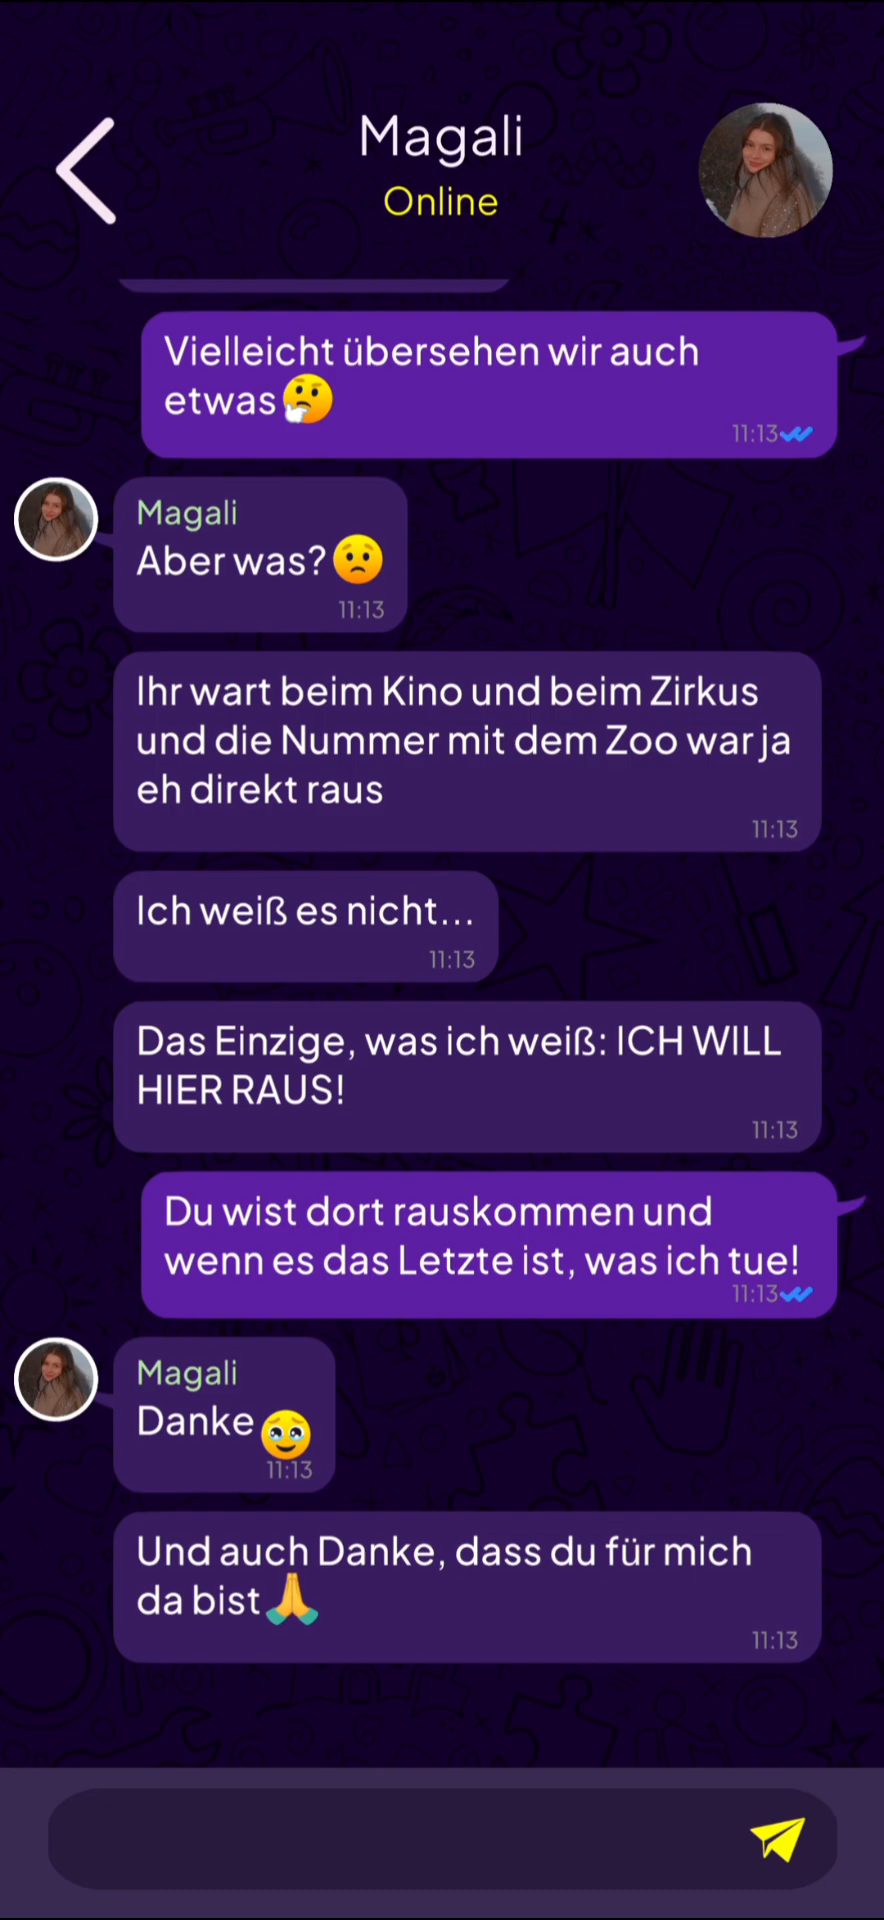 Magali
Online
Vielleicht übersehen wir auch
etwas🤔
11:13
Magali
Aber was?😟
11:13
Ihr wart beim Kino und beim Zirkus
und die Nummer mit dem Zoo war ja
eh direkt raus
11:13
Ich weiß es nicht...
11:13
Das Einzige, was ich weiß: ICH WILL
HIER RAUS!
11:13
Du wist dort rauskommen und
wenn es das Letzte ist, was ich tue!
11:13
Magali
Danke🥹
11:13
Und auch Danke, dass du für mich
da bist🙏
11:13